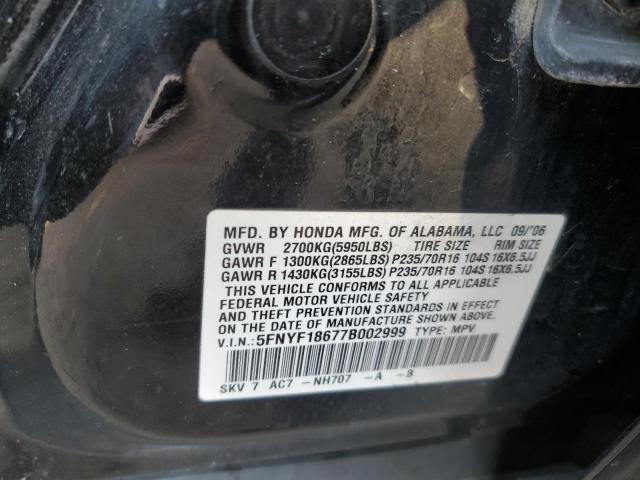 MFD. BY HONDA MFG. OF ALABAMA, LLC 09/'06
GVWR 2700KG(5950LBS) TIRE SIZE RIM SIZE
GAWR F 1300KG(2865LBS) P235/70R16 104S 16X6.5JJ
GAWR R 1430KG(3155LBS) P235/70R16 104S 16X6.5JJ
THIS VEHICLE CONFORMS TO ALL APPLICABLE
FEDERAL MOTOR VEHICLE SAFETY
AND THEFT PREVENTION STANDARDS IN EFFECT
ON THE DATE OF MANUFACTURE SHOWN ABOVE.
V.I.N.: 5FNYF18677B002999 TYPE: MPV
SKV 7 AC7 -NH707 -A -B